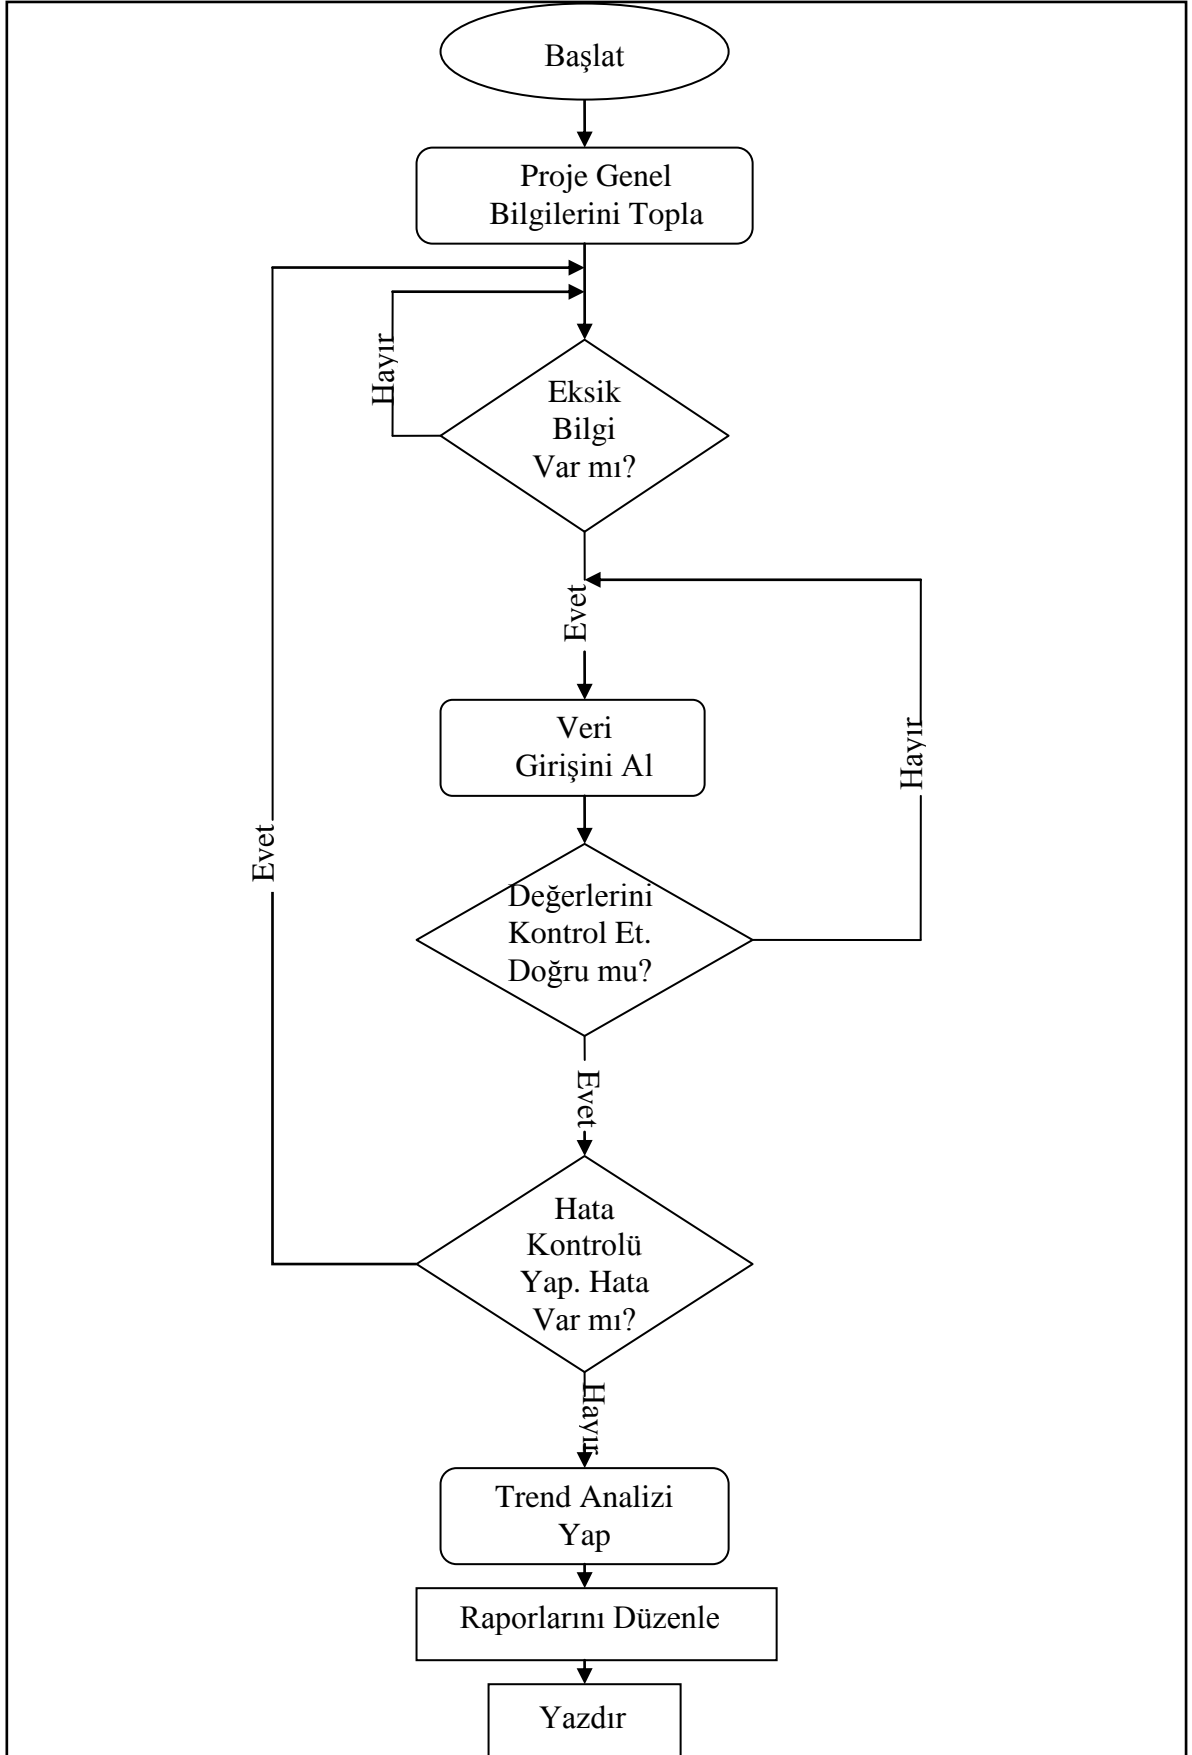 Başlat
Proje Genel
Bilgilerini Topla
Hayır
Eksik
Bilgi
Var mı?
Evet
Veri
Girişini Al
Hayır
Evet
Değerlerini
Kontrol Et.
Doğru mu?
Evet
Hata
Kontrolü
Yap. Hata
Var mı?
Hayır
Trend Analizi
Yap
Raporlarını Düzenle
Yazdır